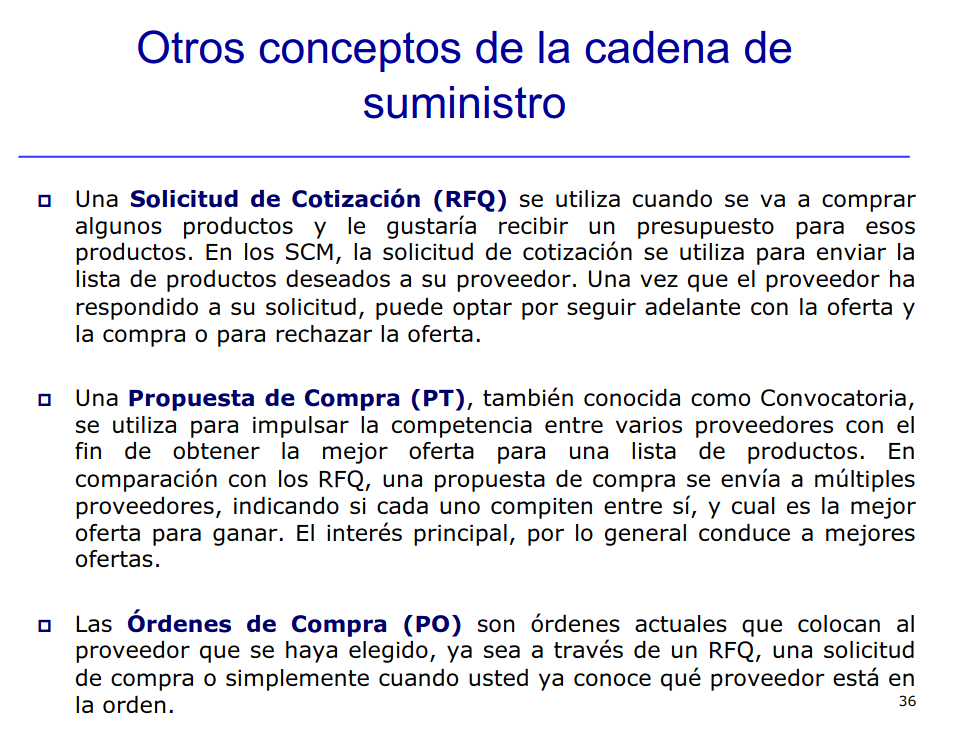 Otros conceptos de la cadena de
suministro
Una Solicitud de Cotización (RFQ) se utiliza cuando se va a comprar
algunos productos y le gustaría recibir un presupuesto para esos
productos. En los SCM, la solicitud de cotización se utiliza para enviar la
lista de productos deseados a su proveedor. Una vez que el proveedor ha
respondido a su solicitud, puede optar por seguir adelante con la oferta y
la compra o para rechazar la oferta.
Una Propuesta de Compra (PT), también conocida como Convocatoria,
se utiliza para impulsar la competencia entre varios proveedores con el
fin de obtener la mejor oferta para una lista de productos. En
comparación con los RFQ, una propuesta de compra se envía a múltiples
proveedores, indicando si cada uno compiten entre sí, y cual es la mejor
oferta para ganar. El interés principal, por lo general conduce a mejores
ofertas.
Las Órdenes de Compra (PO) son órdenes actuales que colocan al
proveedor que se haya elegido, ya sea a través de un RFQ, una solicitud
de compra o simplemente cuando usted ya conoce qué proveedor está en
la orden.
36